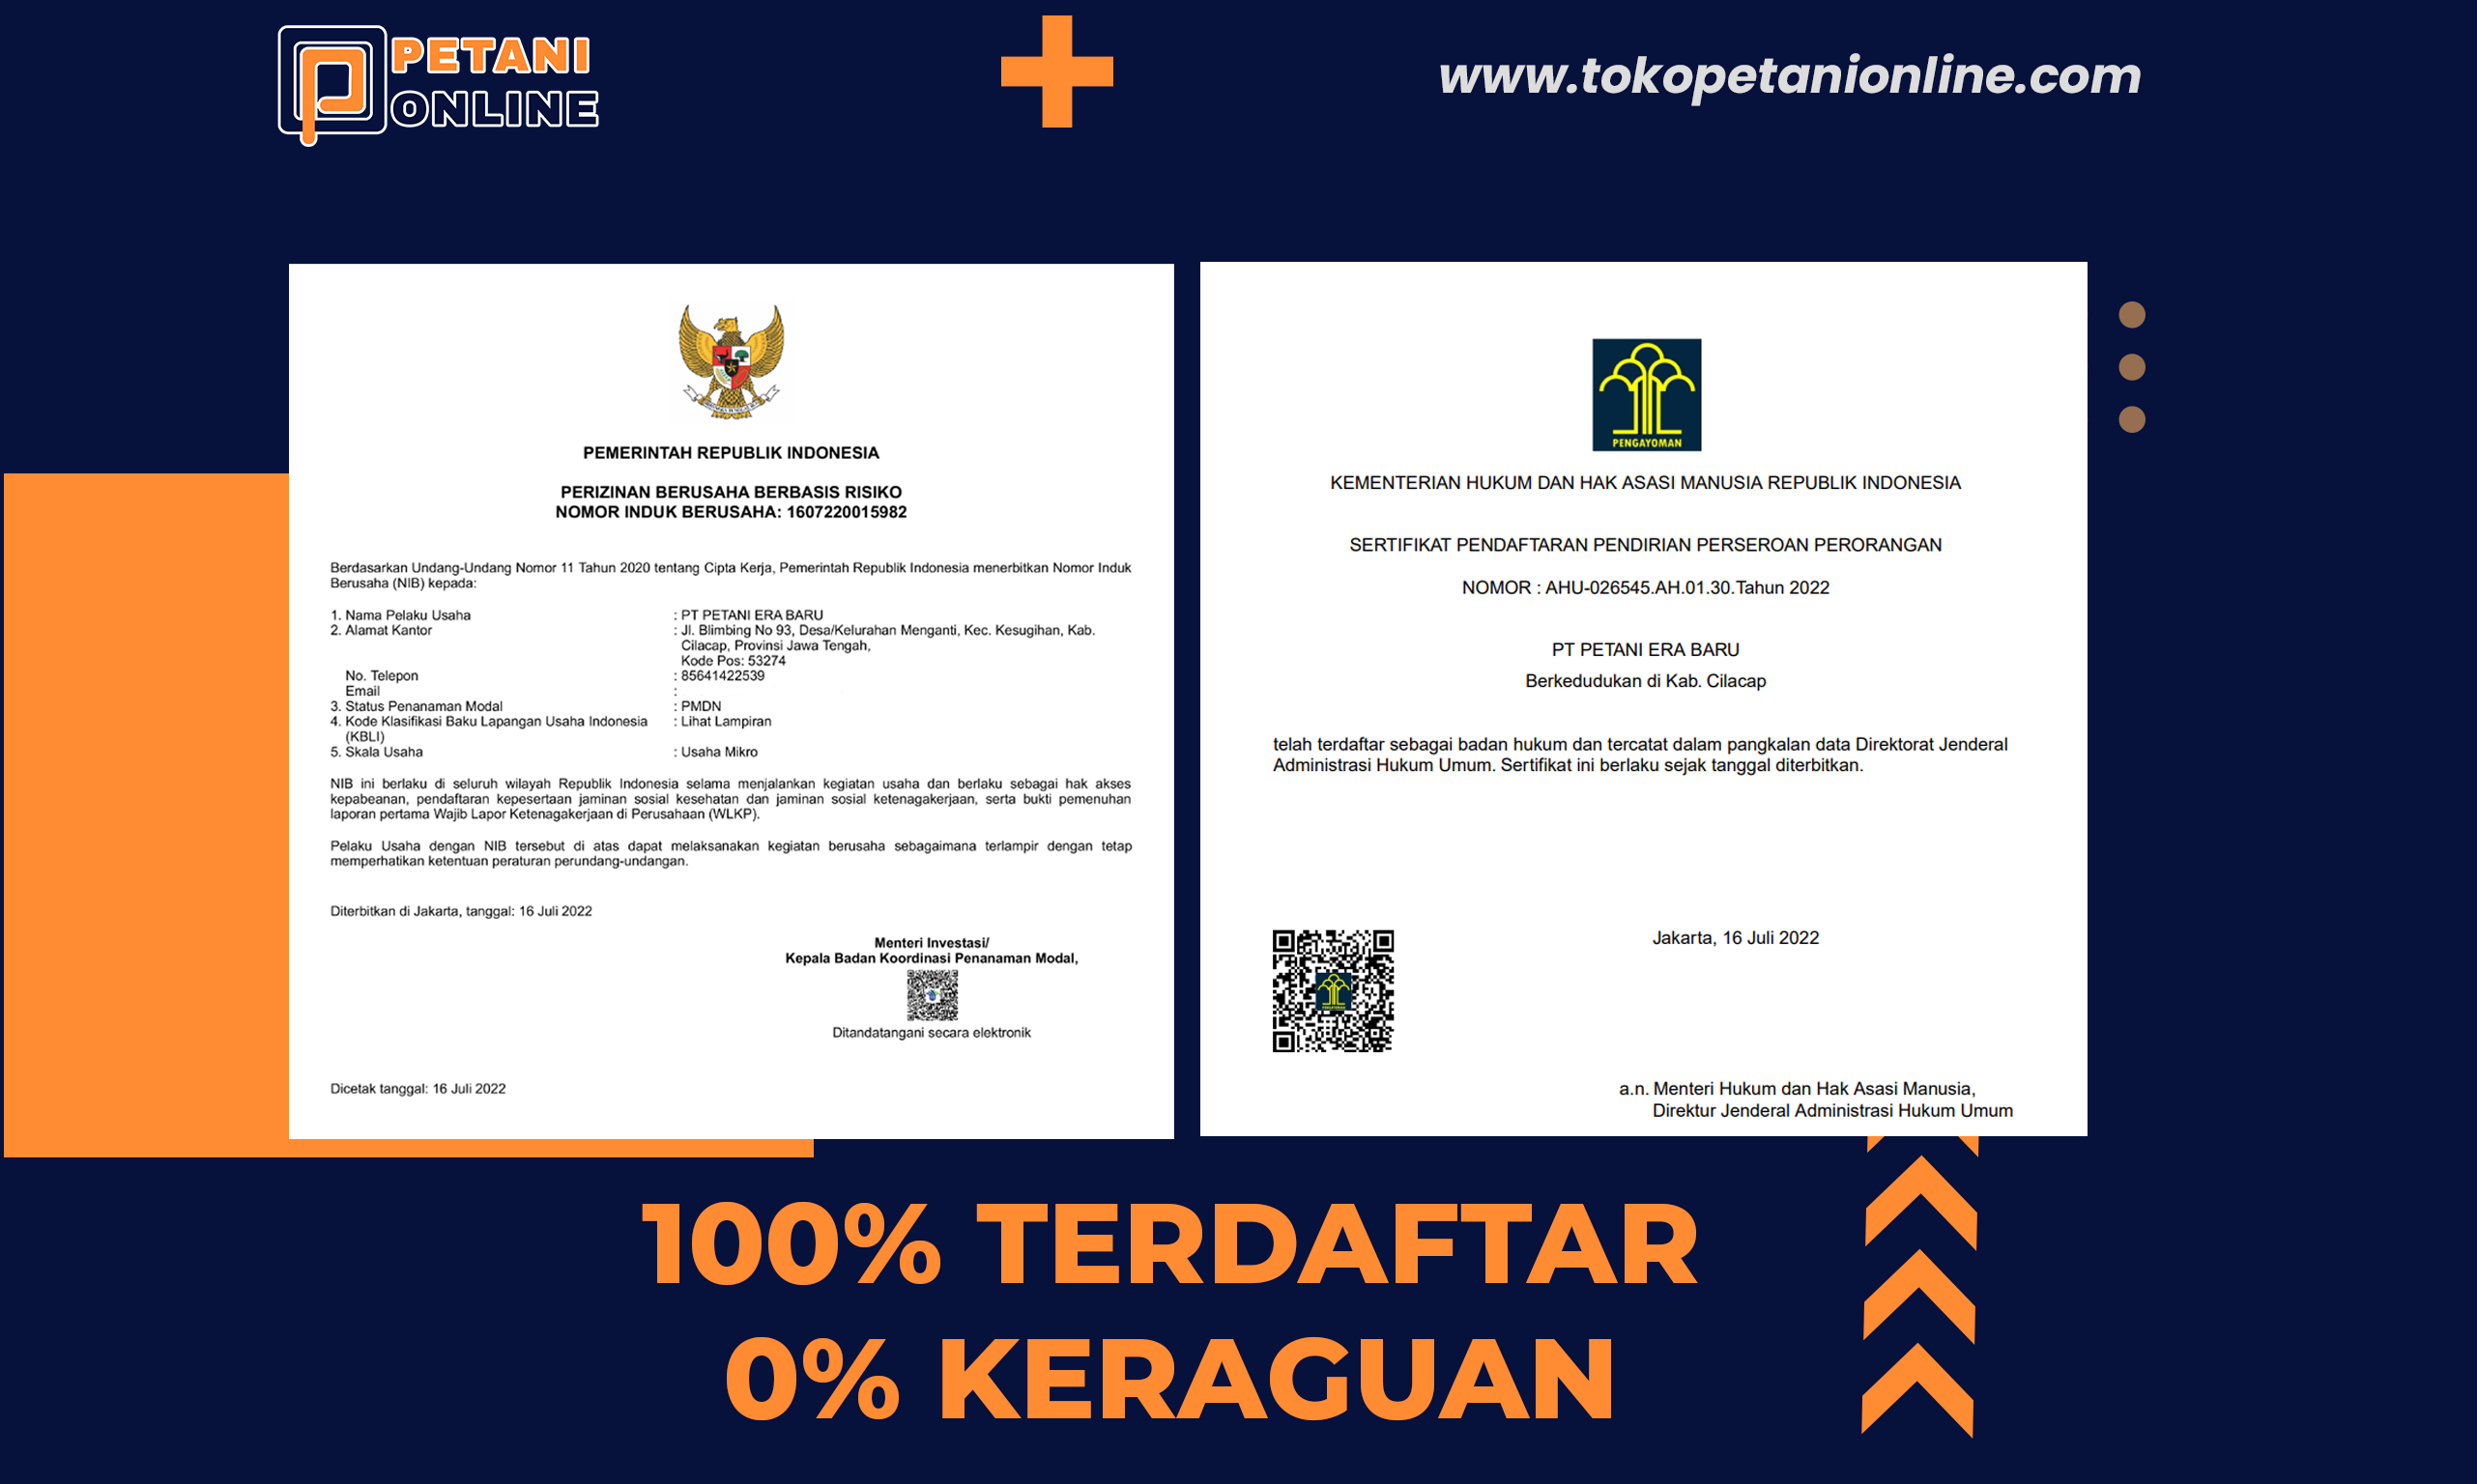 PETANI
ONLINE
www.tokopetanionline.com
PEMERINTAH REPUBLIK INDONESIA
PERIZINAN BERUSAHA BERBASIS RISIKO
NOMOR INDUK BERUSAHA: 1607220015982
Berdasarkan Undang-Undang Nomor 11 Tahun 2020 tentang Cipta Kerja, Pemerintah Republik Indonesia menerbitkan Nomor Induk
Berusaha (NIB) kepada:
1. Nama Pelaku Usaha : PT PETANI ERA BARU
2. Alamat Kantor : Jl. Blimbing No 93, Desa/Kelurahan Menganti, Kec. Kesugihan, Kab.
Cilacap, Provinsi Jawa Tengah,
Kode Pos: 53274
No. Telepon : 85641422539
Email :
3. Status Penanaman Modal : PMDN
4. Kode Klasifikasi Baku Lapangan Usaha Indonesia : Lihat Lampiran
(KBLI)
5. Skala Usaha : Usaha Mikro
NIB ini berlaku di seluruh wilayah Republik Indonesia selama menjalankan kegiatan usaha dan berlaku sebagai hak akses
kepabeanan, pendaftaran kepesertaan jaminan sosial kesehatan dan jaminan sosial ketenagakerjaan, serta bukti pemenuhan
laporan pertama Wajib Lapor Ketenagakerjaan di Perusahaan (WLKP).
Pelaku Usaha dengan NIB tersebut di atas dapat melaksanakan kegiatan berusaha sebagaimana terlampir dengan tetap
memperhatikan ketentuan peraturan perundang-undangan.
Diterbitkan di Jakarta, tanggal: 16 Juli 2022
Menteri Investasi/
Kepala Badan Koordinasi Penanaman Modal,
Ditandatangani secara elektronik
Dicetak tanggal: 16 Juli 2022
PENGAYOMAN
KEMENTERIAN HUKUM DAN HAK ASASI MANUSIA REPUBLIK INDONESIA
SERTIFIKAT PENDAFTARAN PENDIRIAN PERSEROAN PERORANGAN
NOMOR : AHU-026545.AH.01.30.Tahun 2022
PT PETANI ERA BARU
Berkedudukan di Kab. Cilacap
telah terdaftar sebagai badan hukum dan tercatat dalam pangkalan data Direktorat Jenderal
Administrasi Hukum Umum. Sertifikat ini berlaku sejak tanggal diterbitkan.
Jakarta, 16 Juli 2022
a.n. Menteri Hukum dan Hak Asasi Manusia,
Direktur Jenderal Administrasi Hukum Umum
100% TERDAFTAR
0% KERAGUAN